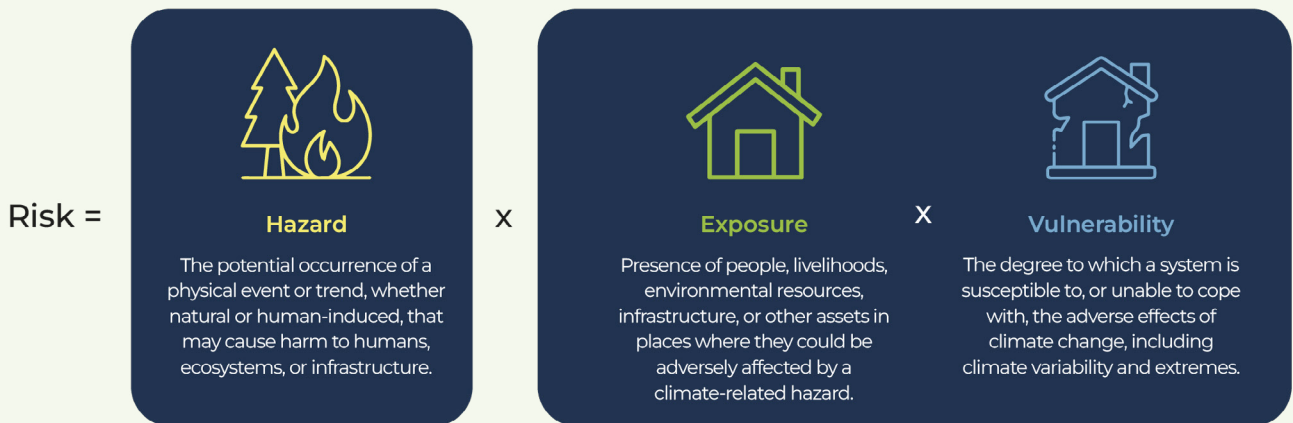 Risk =
Hazard
The potential occurrence of a
physical event or trend, whether
natural or human-induced, that
may cause harm to humans,
ecosystems, or infrastructure.
x
Exposure
Presence of people, livelihoods,
environmental resources,
infrastructure, or other assets in
places where they could be
adversely affected by a
climate-related hazard.
x
Vulnerability
The degree to which a system is
susceptible to, or unable to cope
with, the adverse effects of
climate change, including
climate variability and extremes.